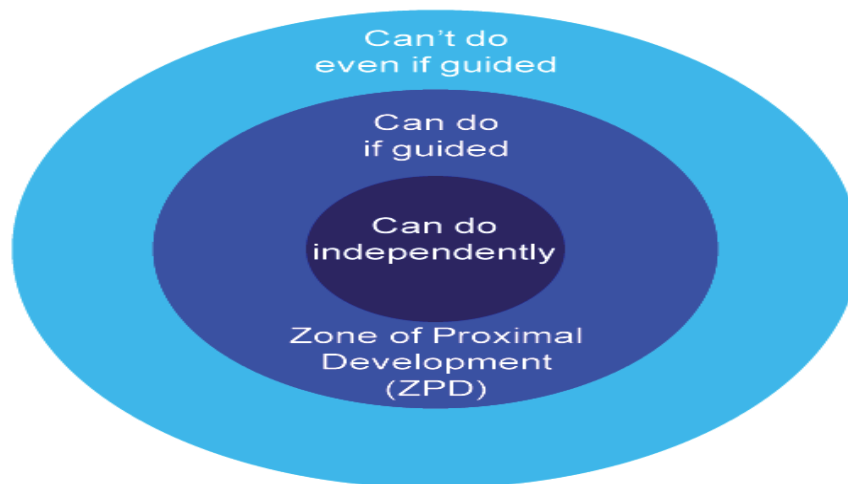 Can't do
even if guided
Can do
if guided
Can do
independently
Zone of Proximal
Development
(ZPD)